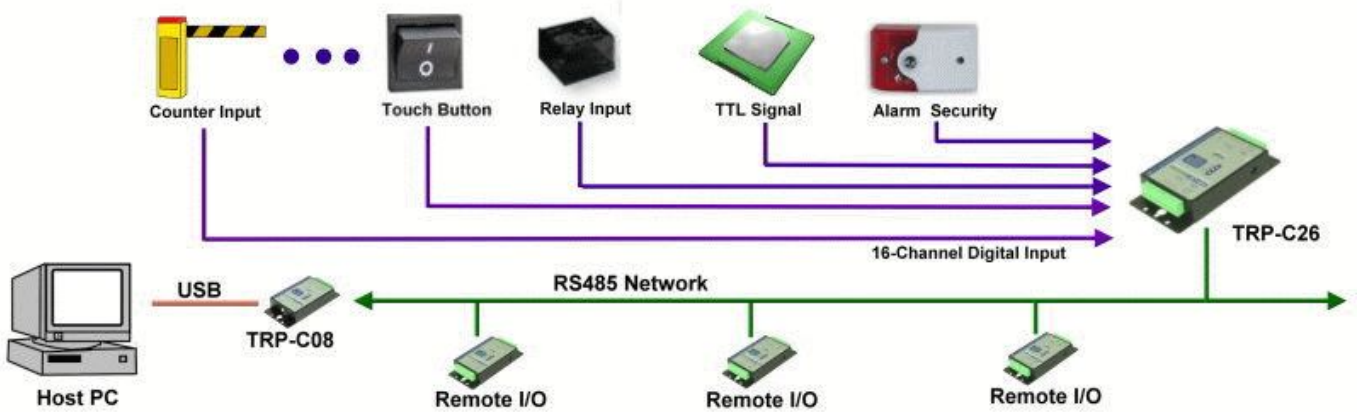 Counter Input
Touch Button
Relay Input
TTL Signal
Alarm Security
TRP-C26
16-Channel Digital Input
USB
RS485 Network
TRP-C08
Host PC
Remote I/O
Remote I/O
Remote I/O